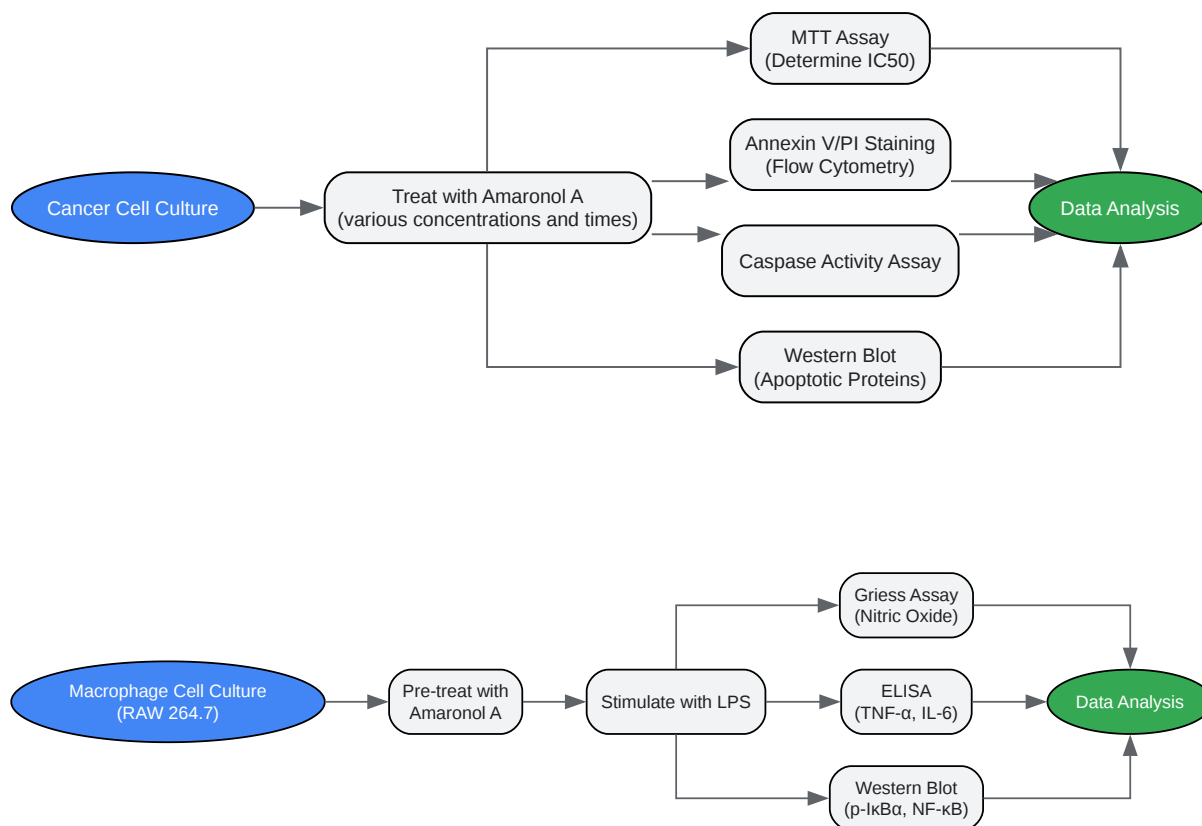 Cancer Cell Culture
Treat with Amaronol A
(various concentrations and times)
MTT Assay
(Determine IC50)
Annexin V/PI Staining
(Flow Cytometry)
Caspase Activity Assay
Western Blot
(Apoptotic Proteins)
Data Analysis
Macrophage Cell Culture
(RAW 264.7)
Pre-treat with
Amaronol A
Stimulate with LPS
Griess Assay
(Nitric Oxide)
ELISA
(TNF-α, IL-6)
Western Blot
(p-IκBα, NF-κB)
Data Analysis